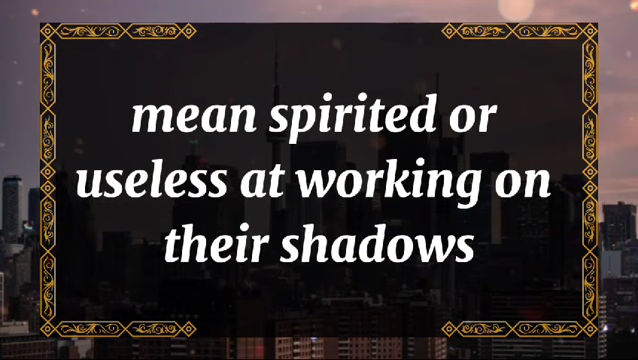 mean spirited or
useless at working on
their shadows